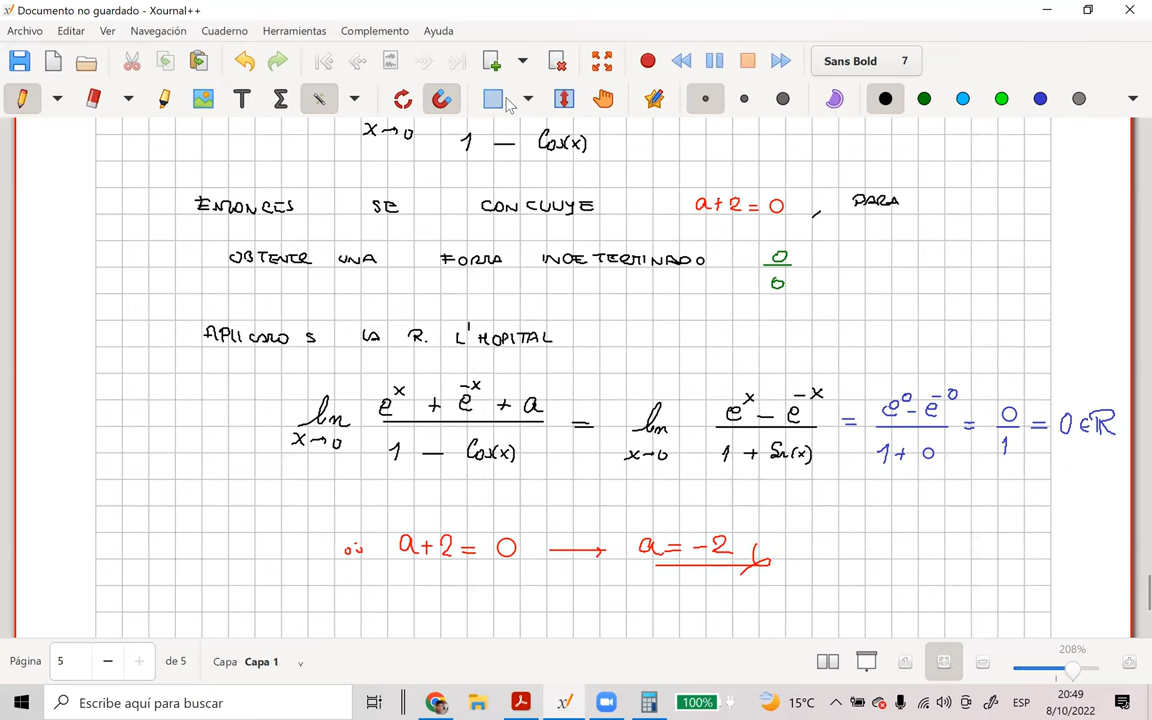 Documento no guardado - Xournal++
Archivo Editar Ver Navegación Cuaderno Herramientas Complemento Ayuda
Sans Bold 7
x→0 1 - Cos(x)
ENTONCES SE CONCLUYE a+2=0, PARA
OBTENER UNA FORMA INDETERMINADO 0/0
APLICAMOS LA R. L'HOPITAL
lim x→0 (e^x + e^-x + a)/(1 - Cos(x)) = lim x→0 (e^x - e^-x)/(1 + Sen(x)) = (e^0 - e^-0)/(1+0) = 0/1 = 0 ∈ ℝ
∴ a+2=0 → a=-2
Página 5 de 5 Capa Capa 1
208%
Escribe aquí para buscar
100%
15°C
ESP
20:49
8/10/2022